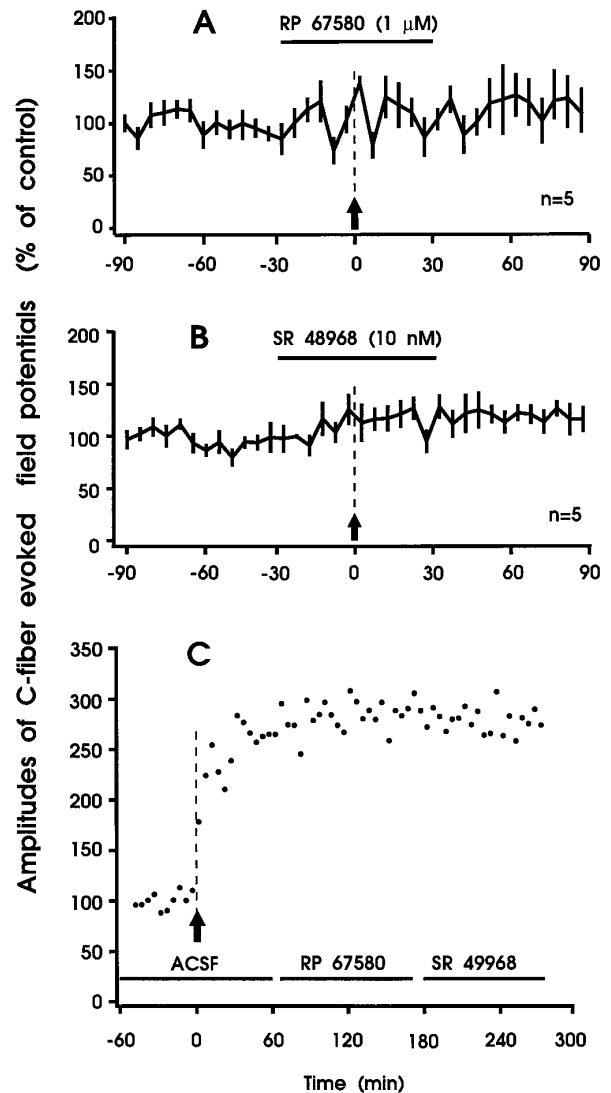 Amplitudes of C-fiber evoked field potentials (% of control)
A
RP 67580 (1 μM)
200
150
100
50
0
n=5
-90 -60 -30 0 30 60 90
B
SR 48968 (10 nM)
200
150
100
50
0
n=5
-90 -60 -30 0 30 60 90
C
350
300
250
200
150
100
50
0
ACSF RP 67580 SR 49968
-60 0 60 120 180 240 300
Time (min)